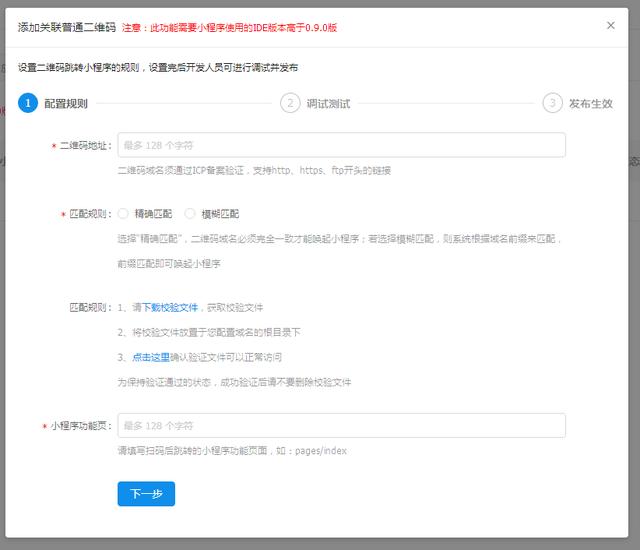 添加关联普通二维码 注意：此功能需要小程序使用的IDE版本高于0.9.0版
设置二维码跳转小程序的规则，设置完后开发人员可进行调试并发布
1 配置规则 2 调试测试 3 发布生效
* 二维码地址： 最多 128 个字符
二维码域名须通过ICP备案验证，支持http、https、ftp开头的链接
* 匹配规则： 精确匹配 模糊匹配
选择"精确匹配"，二维码域名必须完全一致才能唤起小程序；若选择模糊匹配，则系统根据域名前缀来匹配，
前缀匹配即可唤起小程序
匹配规则： 1、请下载校验文件，获取校验文件
2、将校验文件放置于您配置域名的根目录下
3、点击这里确认验证文件可以正常访问
为保持验证通过的状态，成功验证后请不要删除校验文件
* 小程序功能页： 最多 128 个字符
请填写扫码后跳转的小程序功能页面，如：pages/index
下一步